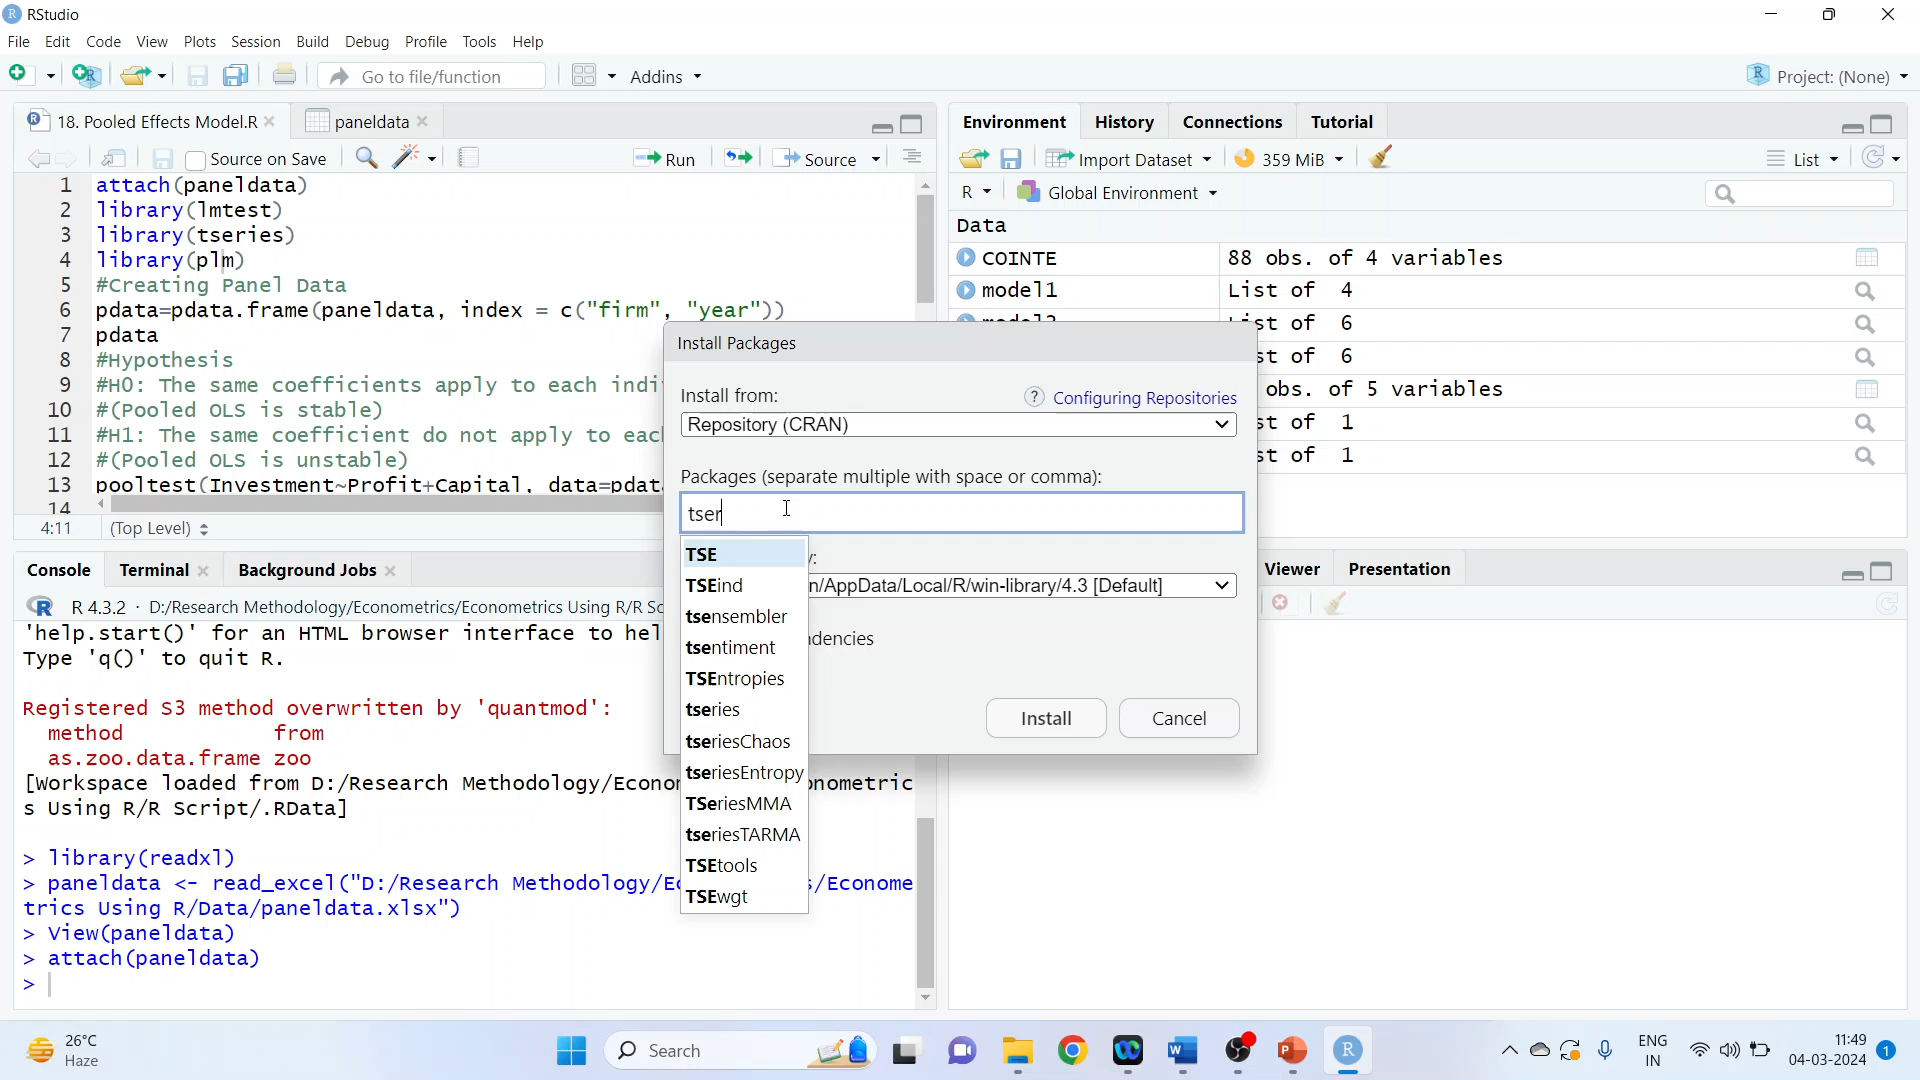 RStudio
File Edit Code View Plots Session Build Debug Profile Tools Help
Go to file/function Addins Project: (None)
18. Pooled Effects Model.R paneldata
Source on Save Run Source
1 attach(paneldata)
2 library(lmtest)
3 library(tseries)
4 library(plm)
5 #Creating Panel Data
6 pdata=pdata.frame(paneldata, index = c("firm", "year"))
7 pdata
8 #Hypothesis
9 #H0: The same coefficients apply to each indi
10 #(Pooled OLS is stable)
11 #H1: The same coefficient do not apply to eac
12 #(Pooled OLS is unstable)
13 pooltest(Investment~Profit+Capital, data=pdat
14
4:11 (Top Level)
Environment History Connections Tutorial
Import Dataset 359 MiB List
R Global Environment
Data
COINTE 88 obs. of 4 variables
model1 List of 4
List of 6
st of 6
obs. of 5 variables
st of 1
st of 1
Install Packages
Install from: ? Configuring Repositories
Repository (CRAN)
Packages (separate multiple with space or comma):
tser
n/AppData/Local/R/win-library/4.3 [Default]
dencies
Install Cancel
TSE
TSEind
tsensembler
tsentiment
TSEntropies
tseries
tseriesChaos
tseriesEntropy
TSeriesMMA
tseriesTARMA
TSEtools
TSEwgt
Viewer Presentation
Console Terminal Background Jobs
R 4.3.2 · D:/Research Methodology/Econometrics/Econometrics Using R/R Sc
'help.start()' for an HTML browser interface to hel
Type 'q()' to quit R.
Registered S3 method overwritten by 'quantmod':
method from
as.zoo.data.frame zoo
[Workspace loaded from D:/Research Methodology/Econo nometric
s Using R/R Script/.RData]
> library(readxl)
> paneldata <- read_excel("D:/Research Methodology/E s/Econome
trics Using R/Data/paneldata.xlsx")
> View(paneldata)
> attach(paneldata)
>
26°C
Haze
Search
ENG
IN
11:49
04-03-2024
1